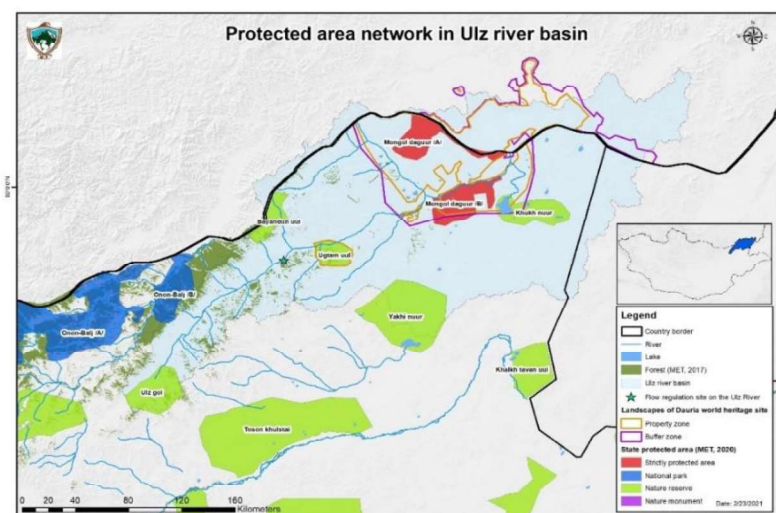 Protected area network in Ulz river basin
N
W
S
Mongol daguur /A/
Mongol daguur /B/
Khukh nuur
Bayandun uul
Ugtam uul
Onon-Balj /B/
Onon-Balj /A/
Yakhi nuur
Ulz gol
Toson khulstai
Legend
Country border
River
Lake
Forest (MET, 2017)
Ulz river basin
Flow regulation site on the Ulz River
Landscapes of Dauria world heritage site
Property zone
Buffer zone
State protected area (MET, 2020)
Strictly protected area
National park
Nature reserve
Nature monument
Date: 2/23/2021
0 20 40 80 120 160
Kilometers